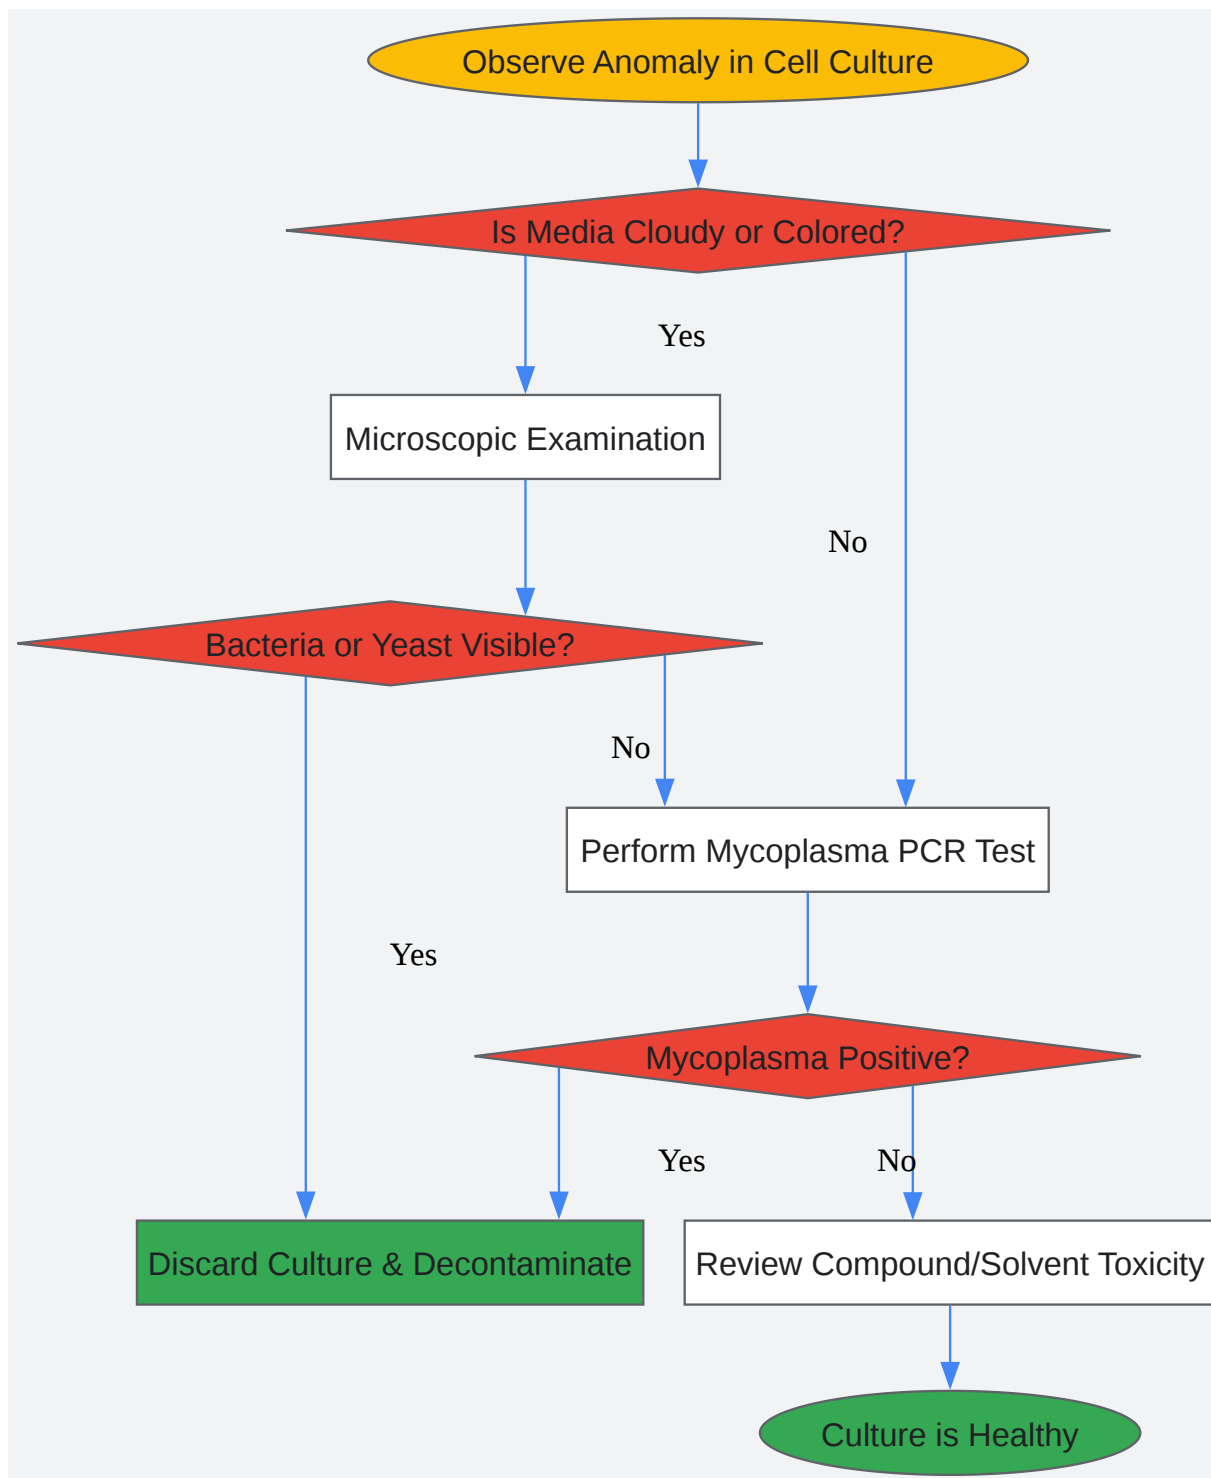 Observe Anomaly in Cell Culture
Is Media Cloudy or Colored?
Yes
Microscopic Examination
No
Bacteria or Yeast Visible?
No
Perform Mycoplasma PCR Test
Yes
Mycoplasma Positive?
Yes
No
Discard Culture & Decontaminate
Review Compound/Solvent Toxicity
Culture is Healthy